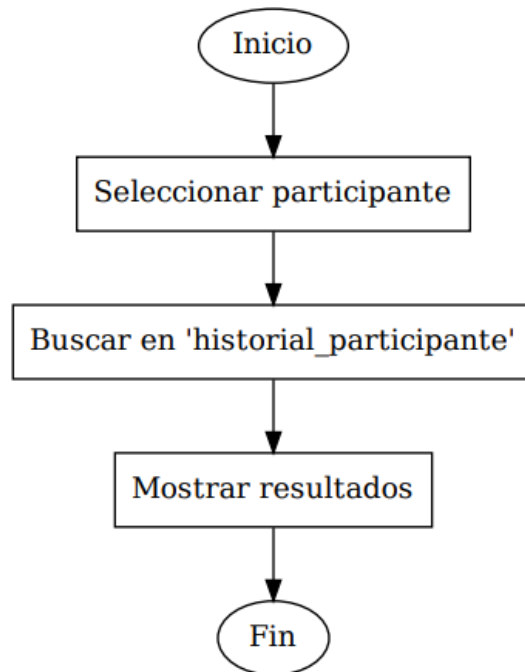 Inicio
Seleccionar participante
Buscar en 'historial_participante'
Mostrar resultados
Fin